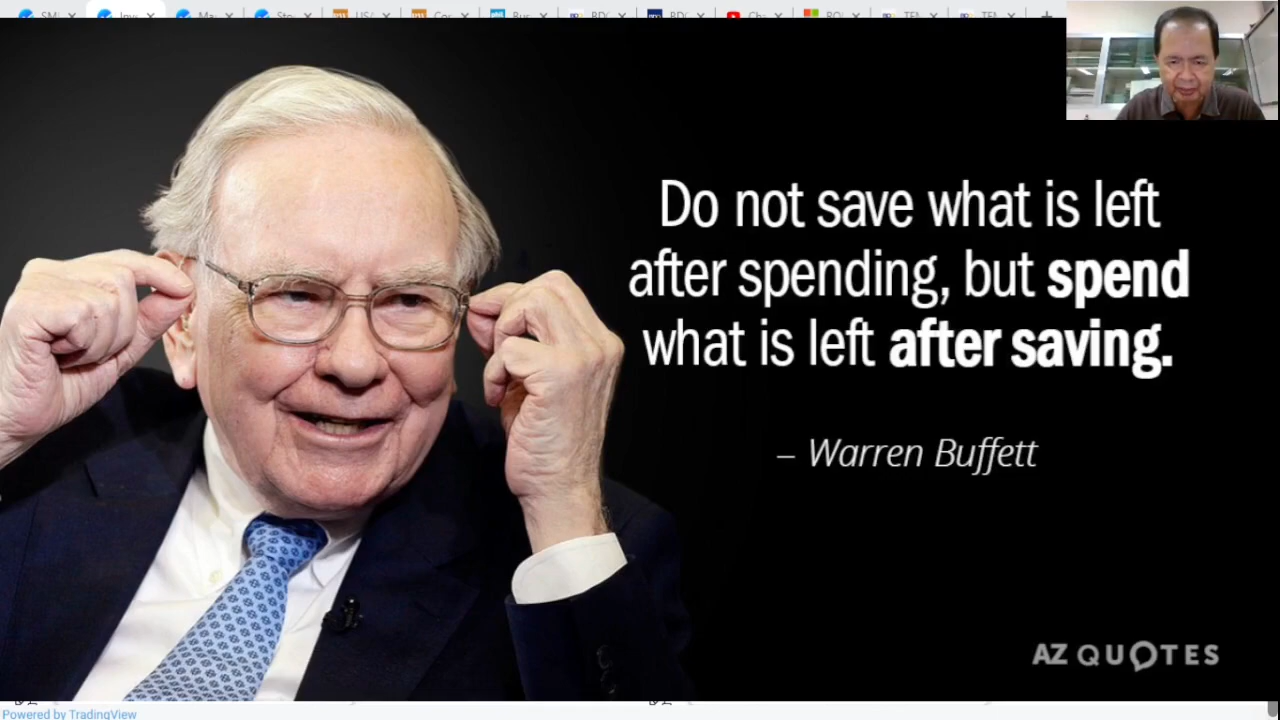 Do not save what is left
after spending, but spend
what is left after saving.
– Warren Buffett
AZ QUOTES
Powered by TradingView